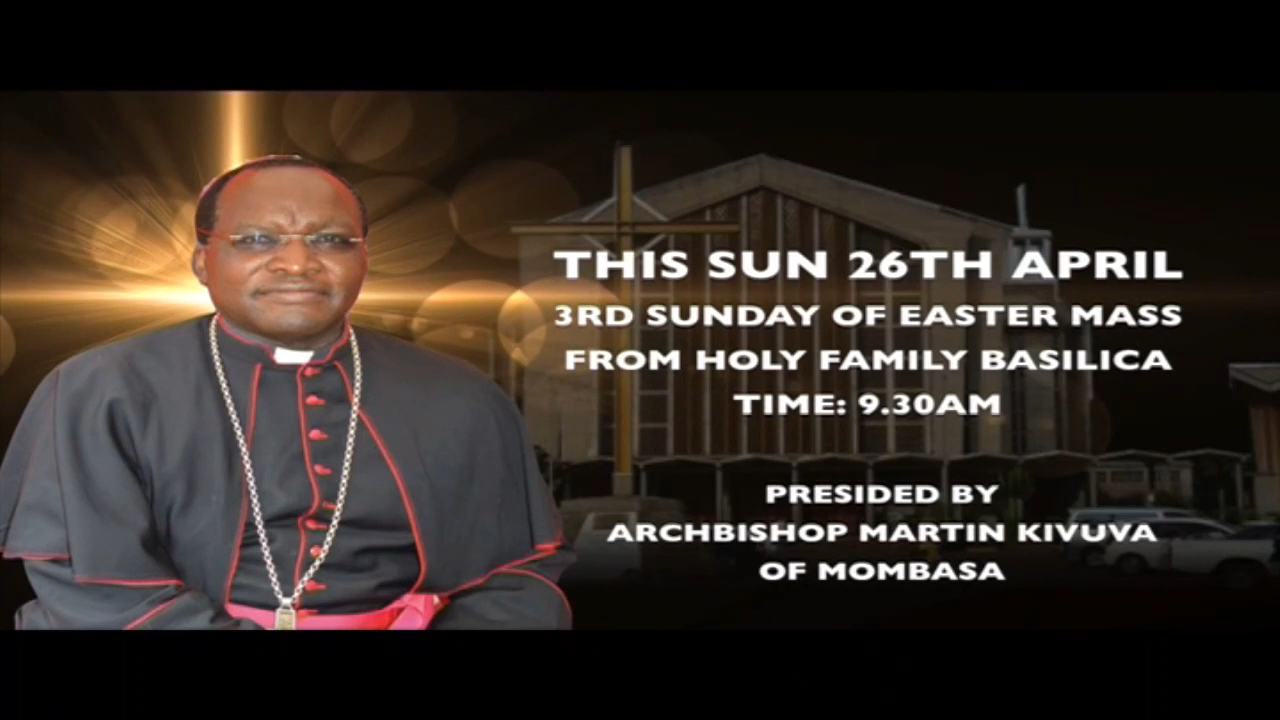 THIS SUN 26TH APRIL
3RD SUNDAY OF EASTER MASS
FROM HOLY FAMILY BASILICA
TIME: 9.30AM
PRESIDED BY
ARCHBISHOP MARTIN KIVUVA
OF MOMBASA